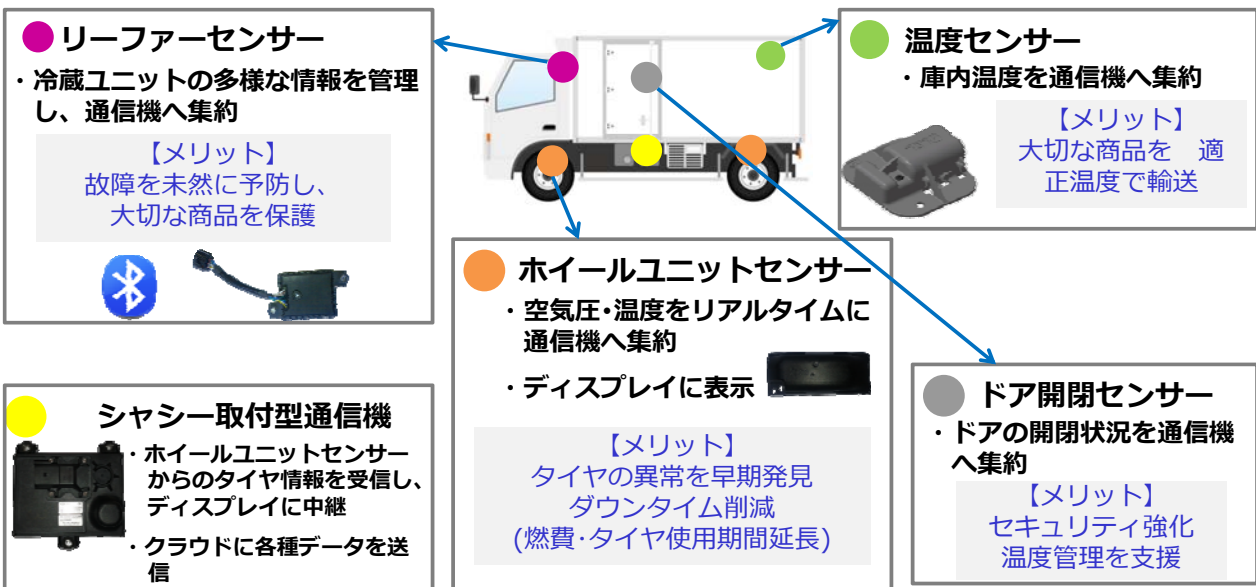 リーファーセンサー
・冷蔵ユニットの多様な情報を管理
し、通信機へ集約
【メリット】
故障を未然に予防し、
大切な商品を保護
温度センサー
・庫内温度を通信機へ集約
【メリット】
大切な商品を　適
正温度で輸送
ホイールユニットセンサー
・空気圧・温度をリアルタイムに
通信機へ集約
・ディスプレイに表示
【メリット】
タイヤの異常を早期発見
ダウンタイム削減
(燃費・タイヤ使用期間延長)
シャシー取付型通信機
・ホイールユニットセンサー
からのタイヤ情報を受信し、
ディスプレイに中継
・クラウドに各種データを送
信
ドア開閉センサー
・ドアの開閉状況を通信機
へ集約
【メリット】
セキュリティ強化
温度管理を支援